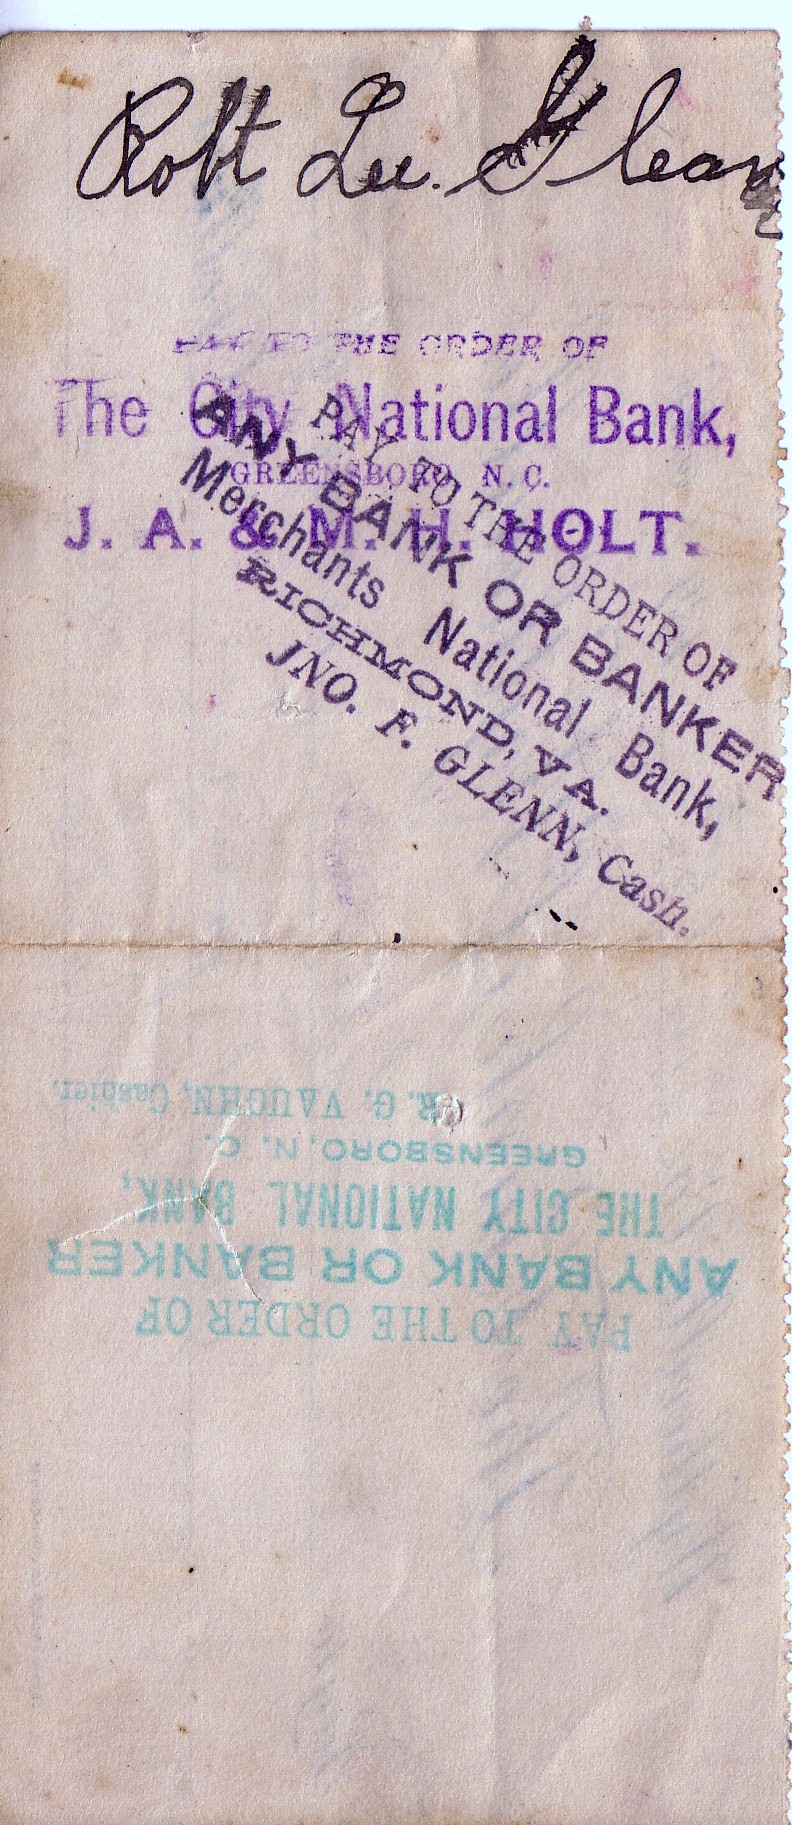 Robt Lee.
PAY TO THE ORDER OF
The City National Bank,
GREENSBORO N.C.
J. A. & M. H. HOLT.
PAY TO THE ORDER OF
ANY BANK OR BANKER
Merchants National Bank,
RICHMOND, VA.
JNO. F. GLENN, Cash.
PAY TO THE ORDER OF
ANY BANK OR BANKER
THE CITY NATIONAL BANK,
GREENSBORO, N. C.
R. G. VAUGHN, Cashier.